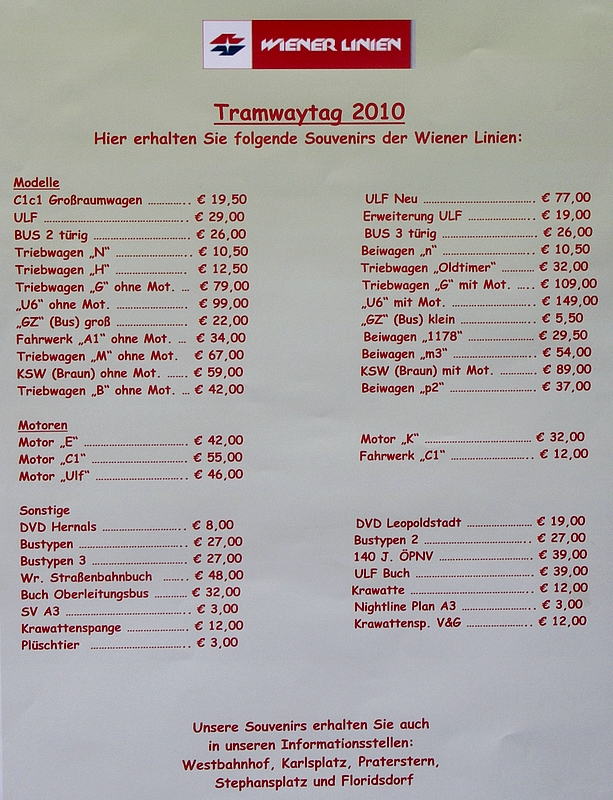 WIENER LINIEN
Tramwaytag 2010
Hier erhalten Sie folgende Souvenirs der Wiener Linien:
Modelle
C1c1 Großraumwagen ............. € 19,50
ULF ............................... € 29,00
BUS 2 türig ..................... € 26,00
Triebwagen „N“ ................. € 10,50
Triebwagen „H“ ................. € 12,50
Triebwagen „G“ ohne Mot. ... € 79,00
„U6“ ohne Mot. .................. € 99,00
„GZ“ (Bus) groß ................. € 22,00
Fahrwerk „A1“ ohne Mot. ... € 34,00
Triebwagen „M“ ohne Mot. € 67,00
KSW (Braun) ohne Mot. ....... € 59,00
Triebwagen „B“ ohne Mot. ... € 42,00
ULF Neu .......................... € 77,00
Erweiterung ULF ................ € 19,00
BUS 3 türig ..................... € 26,00
Beiwagen „n“ .................... € 10,50
Triebwagen „Oldtimer“ ......... € 32,00
Triebwagen „G“ mit Mot. ..... € 109,00
„U6“ mit Mot. ................... € 149,00
„GZ“ (Bus) klein ................ € 5,50
Beiwagen „1178“ ................ € 29,50
Beiwagen „m3“ .................. € 54,00
KSW (Braun) mit Mot. ......... € 89,00
Beiwagen „p2“ ................... € 37,00
Motoren
Motor „E“ ........................ € 42,00
Motor „C1“ ....................... € 55,00
Motor „Ulf“ ...................... € 46,00
Motor „K“ ........................ € 32,00
Fahrwerk „C1“ ................... € 12,00
Sonstige
DVD Hernals ..................... € 8,00
Bustypen ......................... € 27,00
Bustypen 3 ....................... € 27,00
Wr. Straßenbahnbuch ....... € 48,00
Buch Oberleitungsbus ......... € 32,00
SV A3 ............................. € 3,00
Krawattenspange ............... € 12,00
Plüschtier ....................... € 3,00
DVD Leopoldstadt ............... € 19,00
Bustypen 2 ....................... € 27,00
140 J. ÖPNV ..................... € 39,00
ULF Buch ......................... € 39,00
Krawatte ......................... € 12,00
Nightline Plan A3 ............... € 3,00
Krawattensp. V&G .............. € 12,00
Unsere Souvenirs erhalten Sie auch
in unseren Informationsstellen:
Westbahnhof, Karlsplatz, Praterstern,
Stephansplatz und Floridsdorf